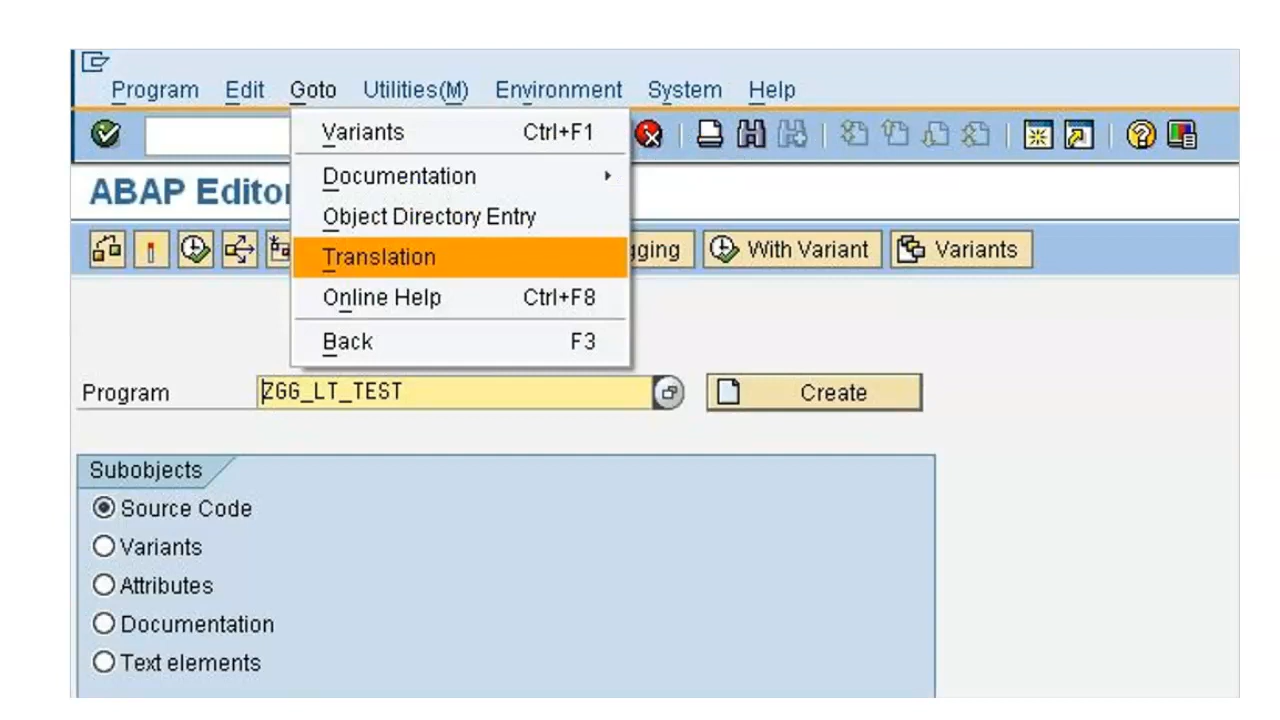 Program Edit Goto Utilities(M) Environment System Help
Variants Ctrl+F1
ABAP Editor
Documentation
Object Directory Entry
Translation
gging With Variant Variants
Online Help Ctrl+F8
Back F3
Program ZGG_LT_TEST Create
Subobjects
Source Code
Variants
Attributes
Documentation
Text elements